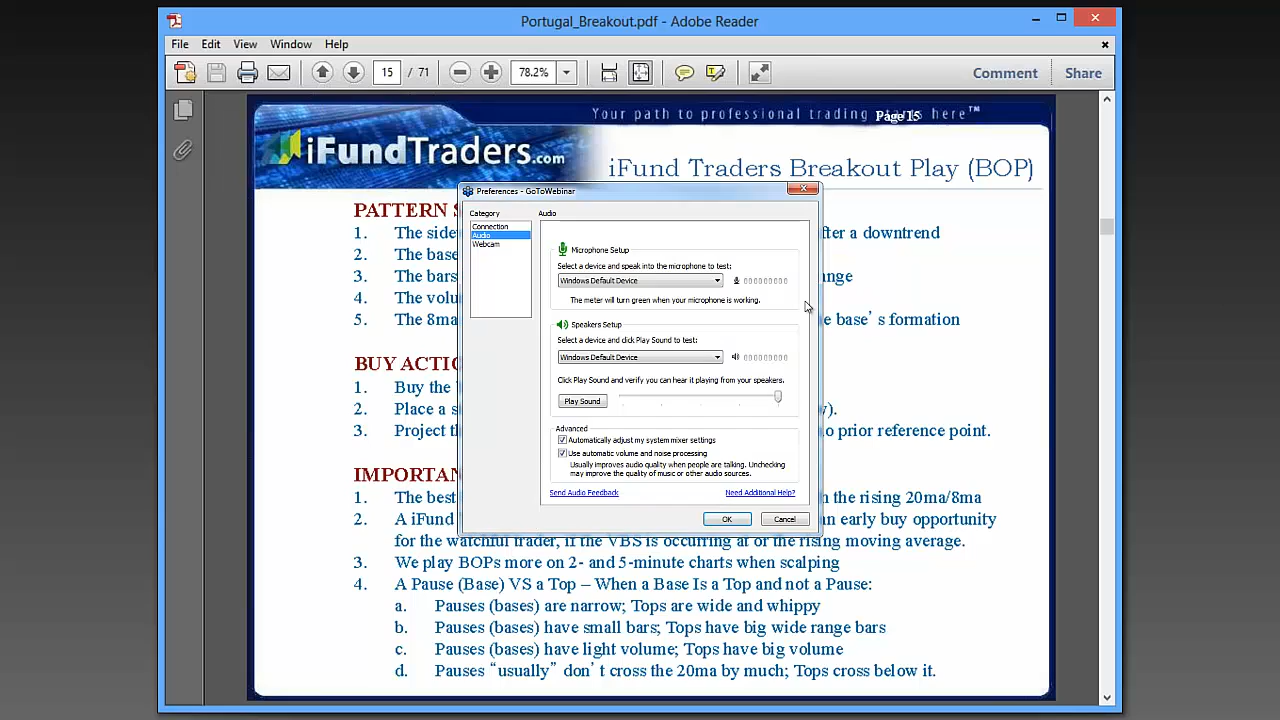 Portugal_Breakout.pdf - Adobe Reader
File Edit View Window Help
15 / 71 78.2% Comment Share
Your path to professional trading here™
Page 15
iFundTraders.com
iFund Traders Breakout Play (BOP)
PATTERN S
1. The side fter a downtrend
2. The base
3. The bars nge
4. The volu
5. The 8ma e base's formation
BUY ACTIO
1. Buy the
2. Place a s y).
3. Project th o prior reference point.
IMPORTAN
1. The best h the rising 20ma/8ma
2. A iFund an early buy opportunity
for the watchful trader, if the VBS is occurring at or the rising moving average.
3. We play BOPs more on 2- and 5-minute charts when scalping
4. A Pause (Base) VS a Top – When a Base Is a Top and not a Pause:
a. Pauses (bases) are narrow; Tops are wide and whippy
b. Pauses (bases) have small bars; Tops have big wide range bars
c. Pauses (bases) have light volume; Tops have big volume
d. Pauses "usually" don't cross the 20ma by much; Tops cross below it.
Preferences - GoToWebinar
Category
Connection
Audio
Webcam
Audio
Microphone Setup
Select a device and speak into the microphone to test:
Windows Default Device
The meter will turn green when your microphone is working.
Speakers Setup
Select a device and click Play Sound to test:
Windows Default Device
Click Play Sound and verify you can hear it playing from your speakers.
Play Sound
Advanced
Automatically adjust my system mixer settings
Use automatic volume and noise processing
Usually improves audio quality when people are talking. Unchecking
may improve the quality of music or other audio sources.
Send Audio Feedback Need Additional Help?
OK Cancel